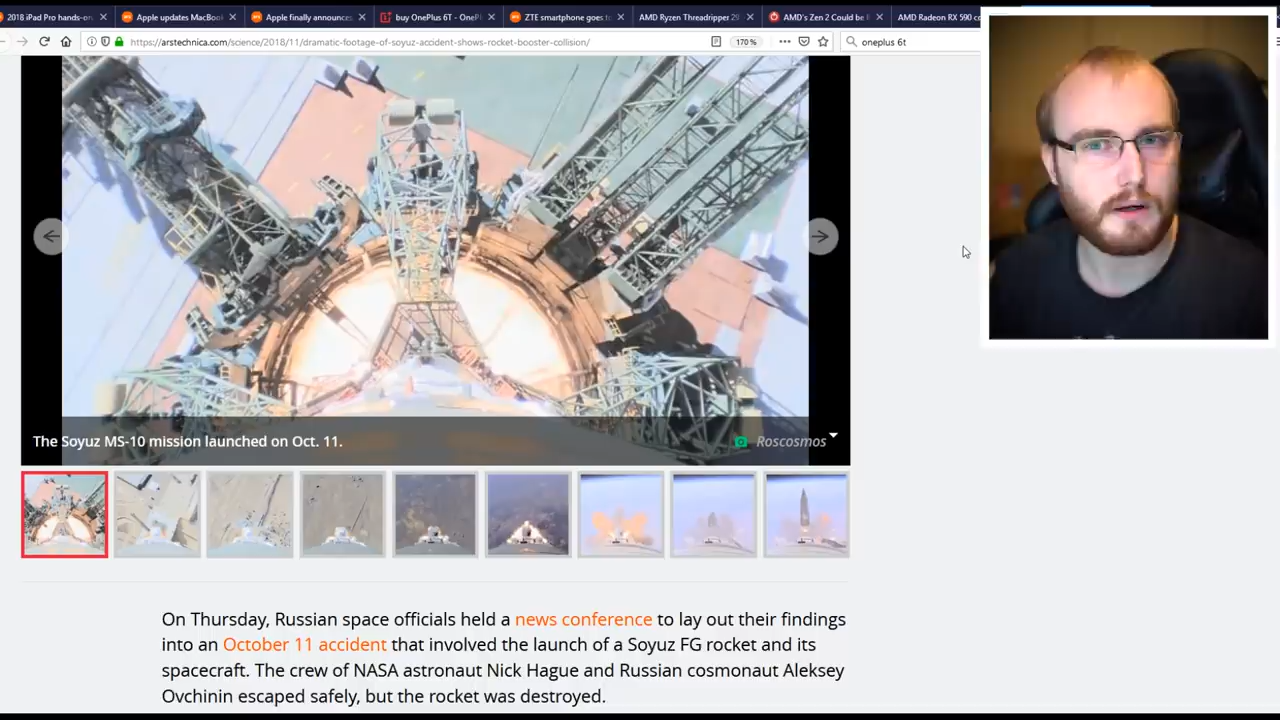 2018 iPad Pro hands-on
Apple updates MacBook
Apple finally announces
buy OnePlus 6T - OneP
ZTE smartphone goes t
AMD Ryzen Threadripper 29
AMD's Zen 2 Could be
AMD Radeon RX 590 co
https://arstechnica.com/science/2018/11/dramatic-footage-of-soyuz-accident-shows-rocket-booster-collision/
170%
oneplus 6t
The Soyuz MS-10 mission launched on Oct. 11.
Roscosmos
On Thursday, Russian space officials held a news conference to lay out their findings
into an October 11 accident that involved the launch of a Soyuz FG rocket and its
spacecraft. The crew of NASA astronaut Nick Hague and Russian cosmonaut Aleksey
Ovchinin escaped safely, but the rocket was destroyed.